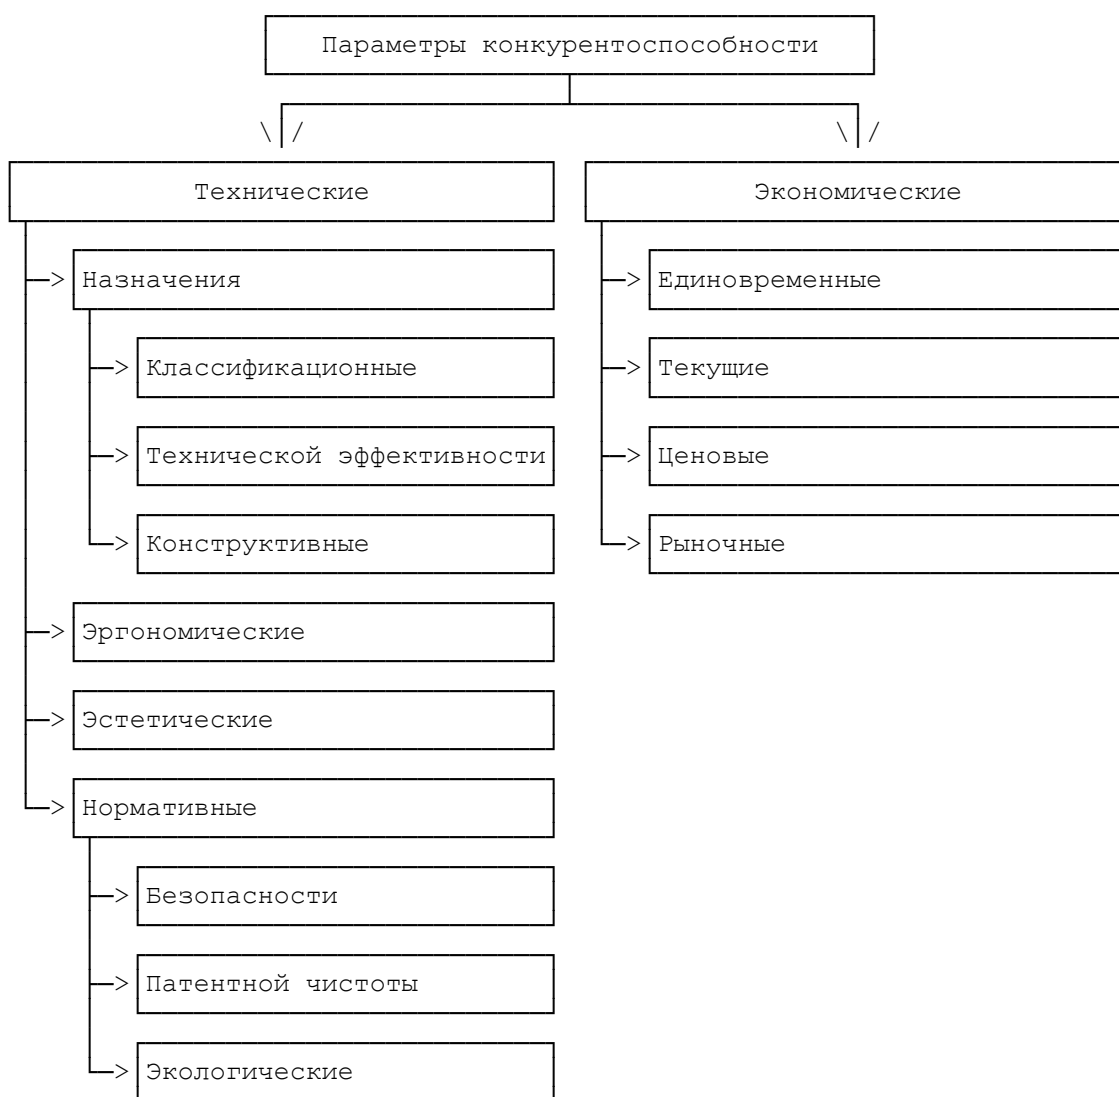 Параметры конкурентоспособности
Технические
Экономические
Назначения
Единовременные
Классификационные
Текущие
Технической эффективности
Ценовые
Конструктивные
Рыночные
Эргономические
Эстетические
Нормативные
Безопасности
Патентной чистоты
Экологические